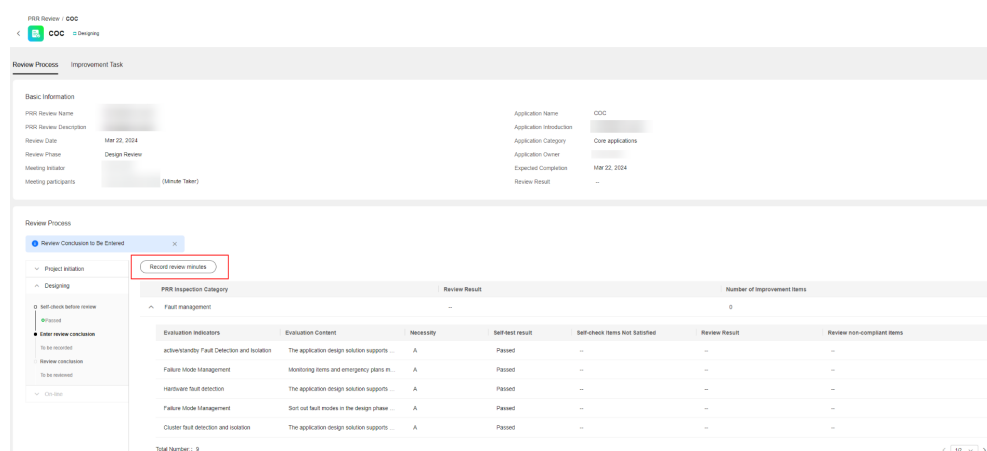 PRR Review / COC
COC Designing
Review Process Improvement Task
Basic Information
PRR Review Name
PRR Review Description
Review Date Mar 22, 2024
Review Phase Design Review
Meeting Initiator
Meeting participants (Minute Taker)
Application Name COC
Application Introduction
Application Category Core applications
Application Owner
Expected Completion Mar 22, 2024
Review Result --
Review Process
Review Conclusion to Be Entered
Project initiation
Designing
Self-check before review
Passed
Enter review conclusion
To be recorded
Review conclusion
To be reviewed
Record review minutes
PRR Inspection Category Review Result Number of Improvement Items
Fault management -- 0
Evaluation Indicators Evaluation Content Necessity Self-test result Self-check Items Not Satisfied Review Result Review non-compliant items
active/standby Fault Detection and Isolation The application design solution supports ... A Passed -- -- --
Failure Mode Management Monitoring items and emergency plans m... A Passed -- -- --
Hardware fault detection The application design solution supports ... A Passed -- -- --
Failure Mode Management Sort out fault modes in the design phase ... A Passed -- -- --
Cluster fault detection and isolation The application design solution supports ... A Passed -- -- --
Total Number : 9